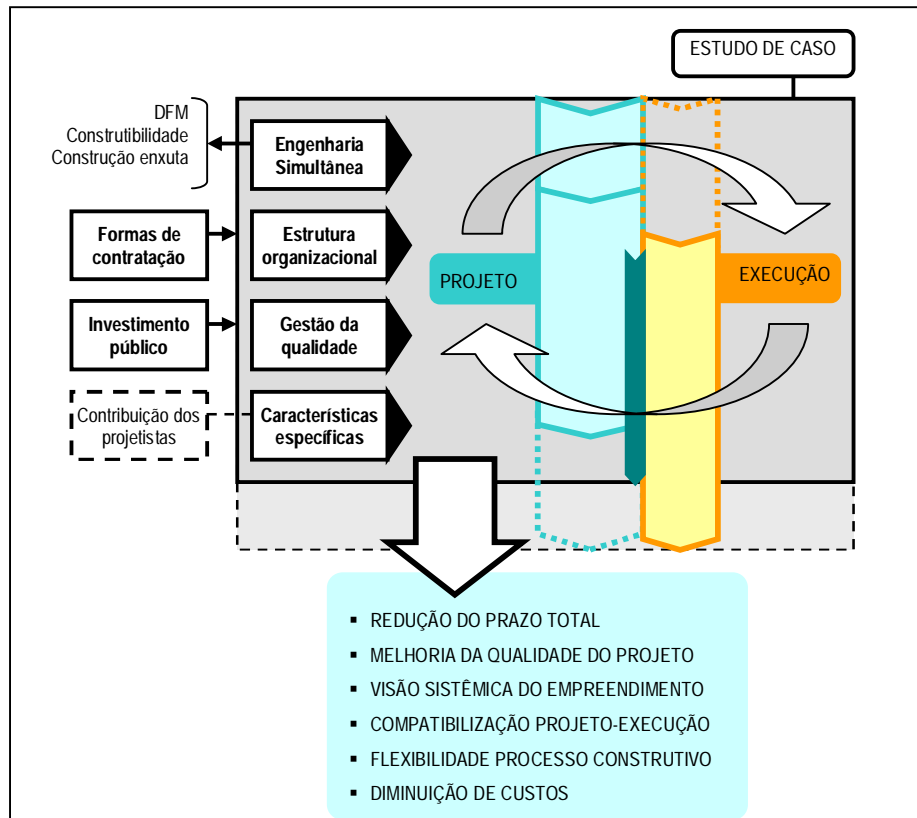 ESTUDO DE CASO
DFM
Construtibilidade
Construção enxuta
Engenharia
Simultânea
Formas de
contratação
Estrutura
organizacional
PROJETO
EXECUÇÃO
Investimento
público
Gestão da
qualidade
Contribuição dos
projetistas
Características
específicas
▪ REDUÇÃO DO PRAZO TOTAL
▪ MELHORIA DA QUALIDADE DO PROJETO
▪ VISÃO SISTÊMICA DO EMPREENDIMENTO
▪ COMPATIBILIZAÇÃO PROJETO-EXECUÇÃO
▪ FLEXIBILIDADE PROCESSO CONSTRUTIVO
▪ DIMINUIÇÃO DE CUSTOS